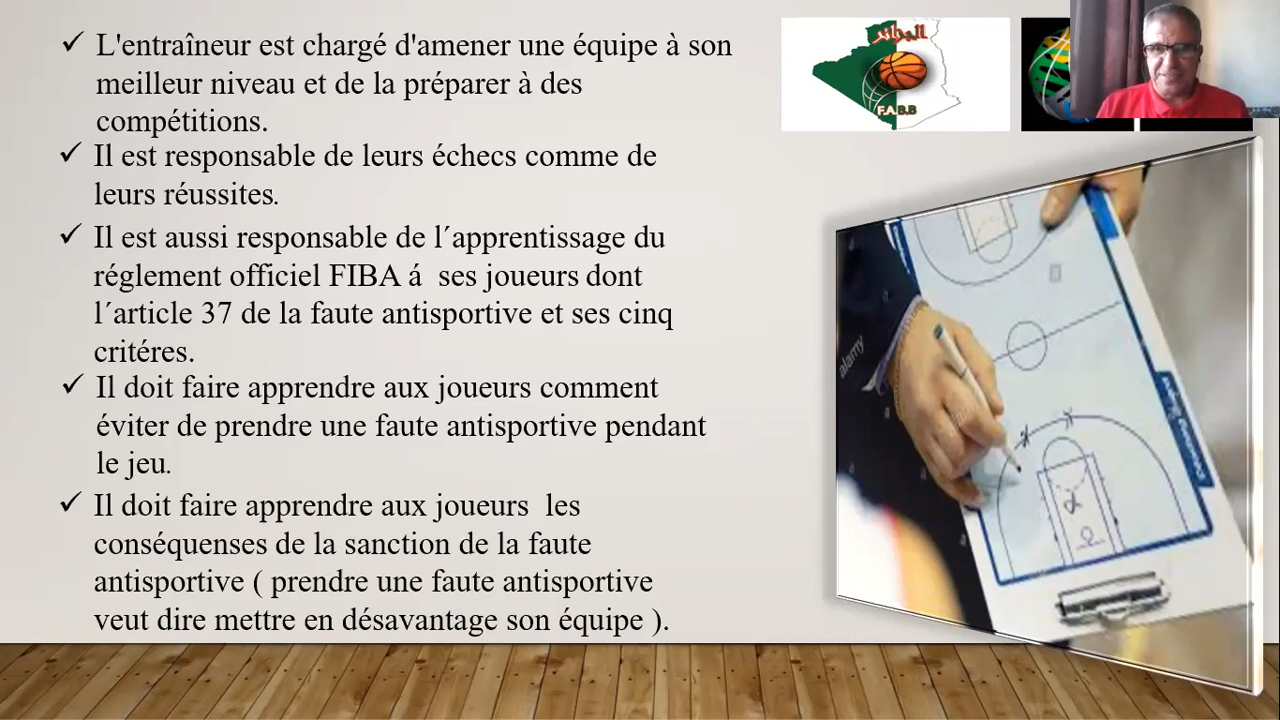 ✓ L'entraîneur est chargé d'amener une équipe à son
meilleur niveau et de la préparer à des
compétitions.
✓ Il est responsable de leurs échecs comme de
leurs réussites.
✓ Il est aussi responsable de l´apprentissage du
réglement officiel FIBA á ses joueurs dont
l´article 37 de la faute antisportive et ses cinq
critéres.
✓ Il doit faire apprendre aux joueurs comment
éviter de prendre une faute antisportive pendant
le jeu.
✓ Il doit faire apprendre aux joueurs les
conséquenses de la sanction de la faute
antisportive ( prendre une faute antisportive
veut dire mettre en désavantage son équipe ).
الجزائر
F.A.B.B
alamy